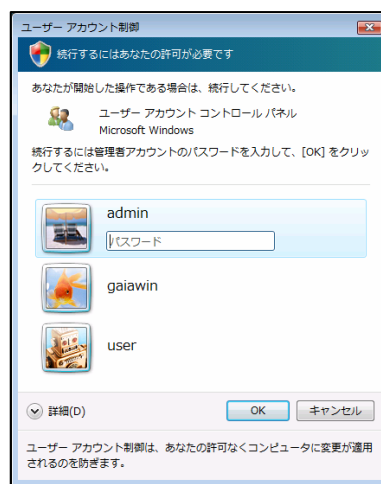 ユーザー アカウント制御
続行するにはあなたの許可が必要です
あなたが開始した操作である場合は、続行してください。
ユーザー アカウント コントロール パネル
Microsoft Windows
続行するには管理者アカウントのパスワードを入力して、[OK] をクリッ
クしてください。
admin
パスワード
gaiawin
user
詳細(D)
OK
キャンセル
ユーザー アカウント制御は、あなたの許可なくコンピュータに変更が適用
されるのを防ぎます。